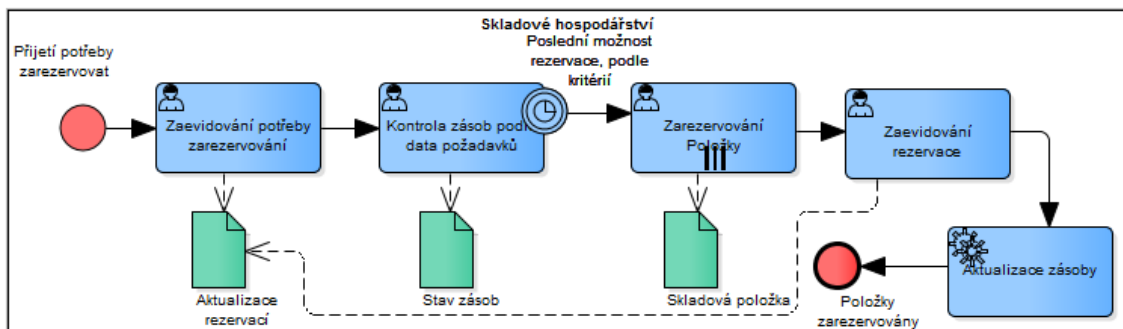 Skladové hospodářství
Přijetí potřeby
zarezervovat
Poslední možnost
rezervace, podle
kritérií
Zaevidování potřeby
zarezervování
Kontrola zásob podl
data požadavků
Zarezervování
Položky
Zaevidování
rezervace
Aktualizace zásoby
Aktualizace
rezervací
Stav zásob
Skladová položka
Položky
zarezervovány